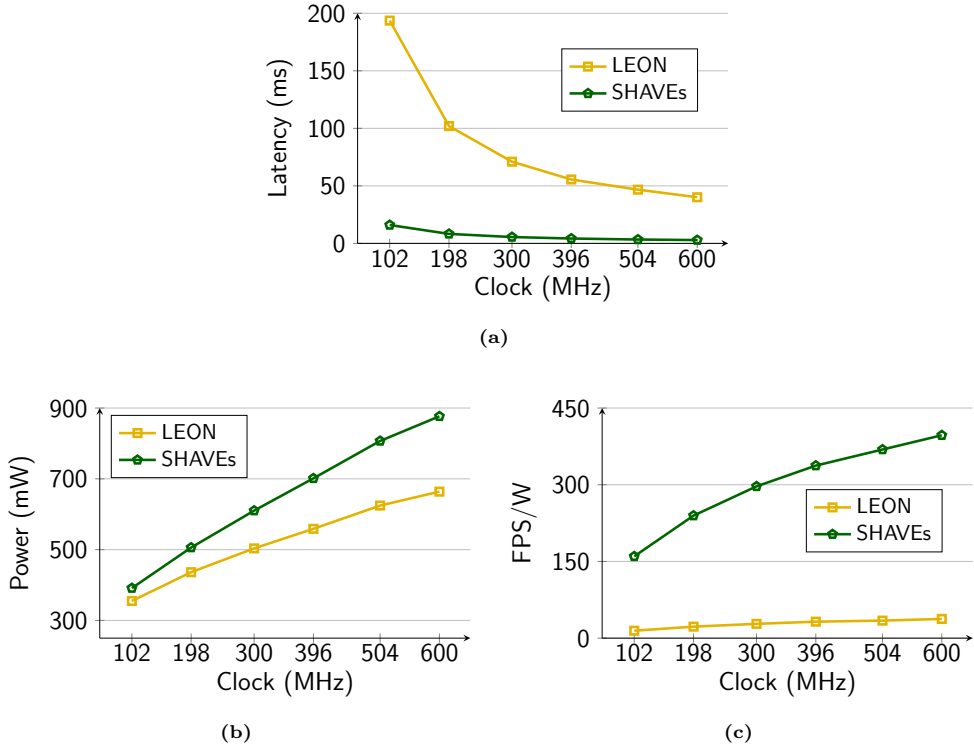 200
150
100
50
0
Latency (ms)
LEON
SHAVEs
102 198 300 396 504 600
Clock (MHz)
(a)
900
700
500
300
Power (mW)
LEON
SHAVEs
102 198 300 396 504 600
Clock (MHz)
(b)
450
300
150
0
FPS/W
LEON
SHAVEs
102 198 300 396 504 600
Clock (MHz)
(c)